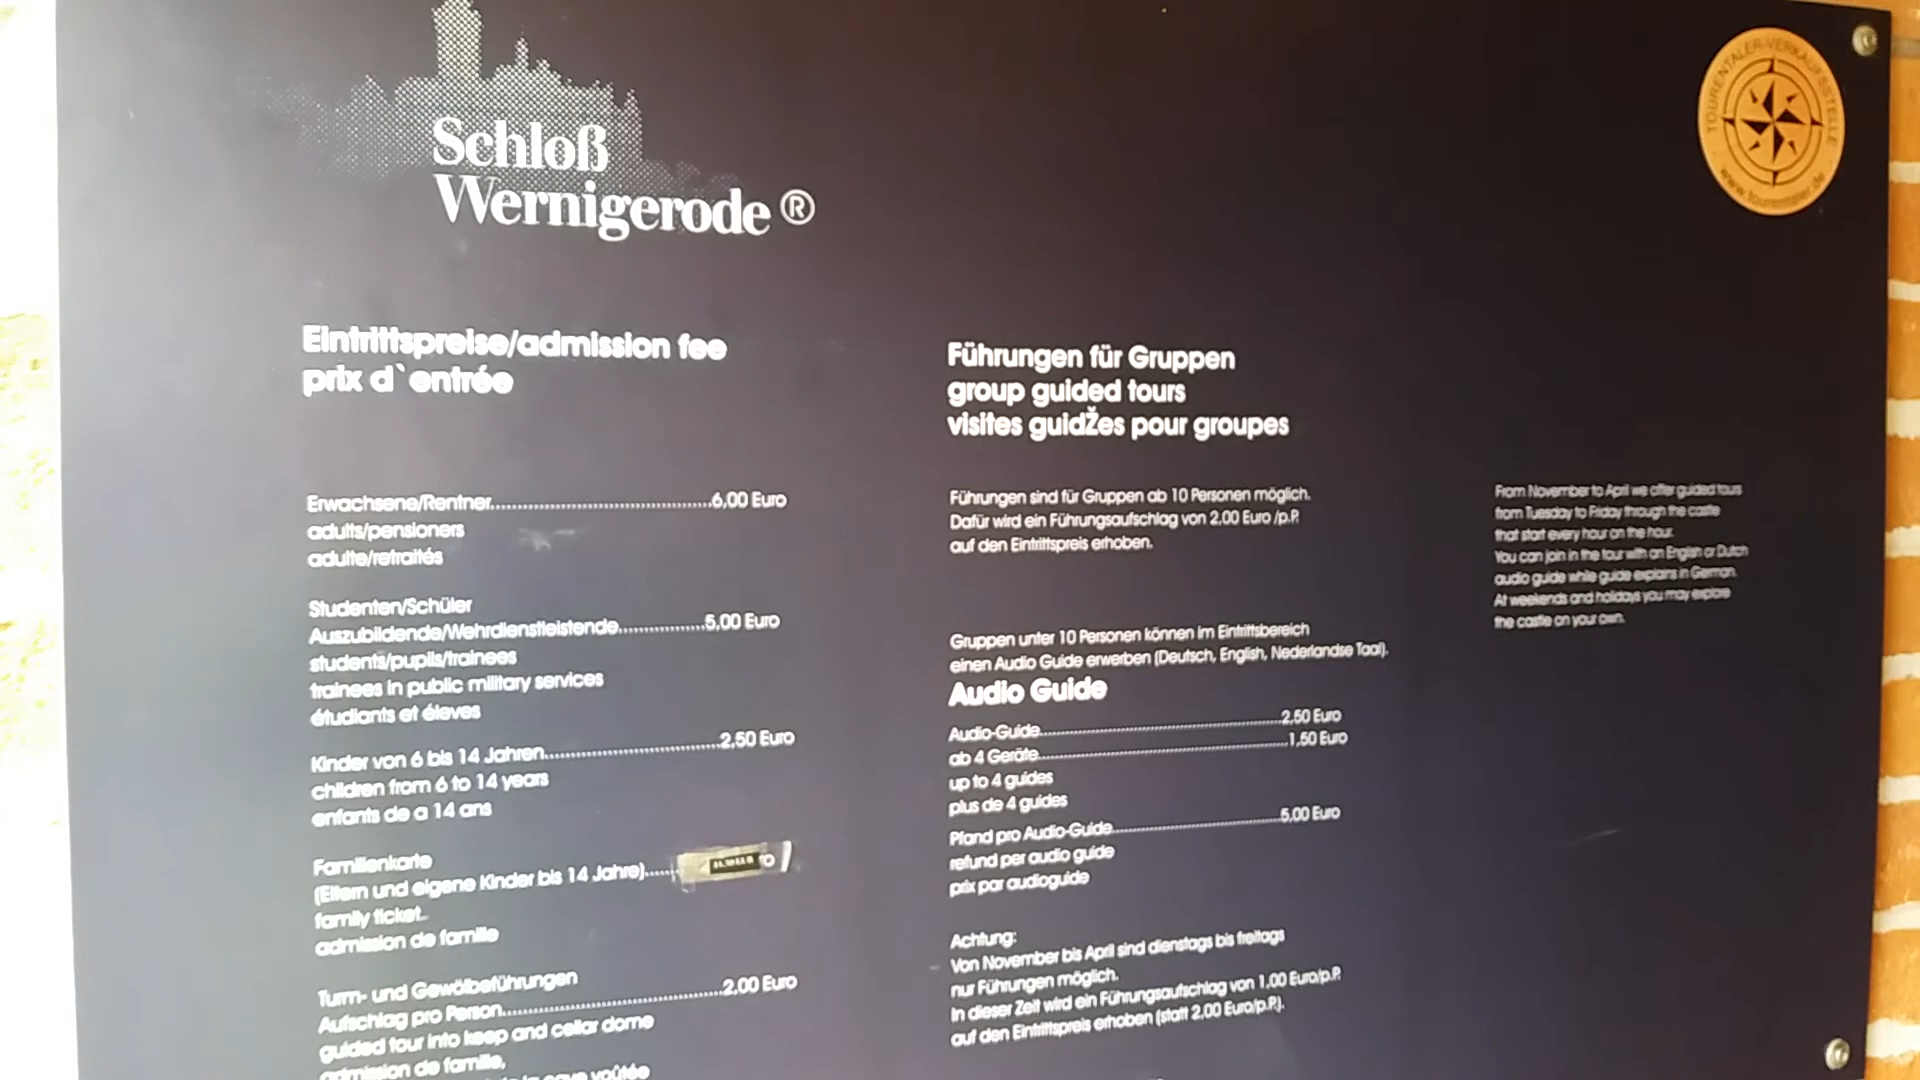 Schloß
Wernigerode ®
TOURENTALER-VERKAUFSSTELLE
www.tourentaler.de
Eintrittspreise/admission fee
prix d`entrée
Erwachsene/Rentner........................................6,00 Euro
adults/pensioners
adulte/retraités
Studenten/Schüler
Auszubildende/Wehrdienstleistende................5,00 Euro
students/pupils/trainees
trainees in public military services
étudiants et éleves
Kinder von 6 bis 14 Jahren................................2,50 Euro
children from 6 to 14 years
enfants de a 14 ans
Familienkarte
(Eltern und eigene Kinder bis 14 Jahre)......
family ticket
admission de famille
Turm- und Gewölbeführungen
Aufschlag pro Person........................................2,00 Euro
guided tour into keep and cellar dome
admission de famille,
cave voûtée
Führungen für Gruppen
group guided tours
visites guidŽes pour groupes
Führungen sind für Gruppen ab 10 Personen möglich.
Dafür wird ein Führungsaufschlag von 2,00 Euro /p.P.
auf den Eintrittspreis erhoben.
Gruppen unter 10 Personen können im Eintrittsbereich
einen Audio Guide erwerben (Deutsch, English, Nederlandse Taal).
Audio Guide
Audio-Guide................................................2,50 Euro
ab 4 Geräte..................................................1,50 Euro
up to 4 guides
plus de 4 guides
Pfand pro Audio-Guide..................................5,00 Euro
refund per audio guide
prix par audioguide
Achtung:
Von November bis April sind dienstags bis freitags
nur Führungen möglich.
In dieser Zeit wird ein Führungsaufschlag von 1,00 Euro/p.P.
auf den Eintrittspreis erhoben (statt 2,00 Euro/p.P.).
From November to April we offer guided tours
from Tuesday to Friday through the castle
that start every hour on the hour.
You can join in the tour with an English or Dutch
audio guide while guide explains in German.
At weekends and holidays you may explore
the castle on your own.